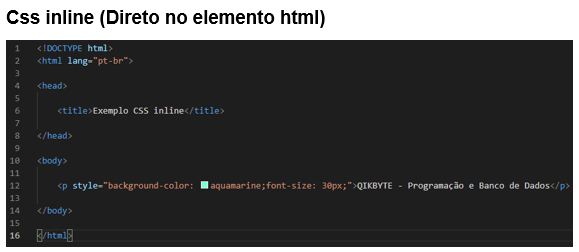 Css inline (Direto no elemento html)
1 <!DOCTYPE html>
2 <html lang="pt-br">
3
4 <head>
5
6 <title>Exemplo CSS inline</title>
7
8 </head>
9
10 <body>
11
12 <p style="background-color: aquamarine;font-size: 30px;">QIKBYTE - Programação e Banco de Dados</p>
13
14 </body>
15
16 </html>